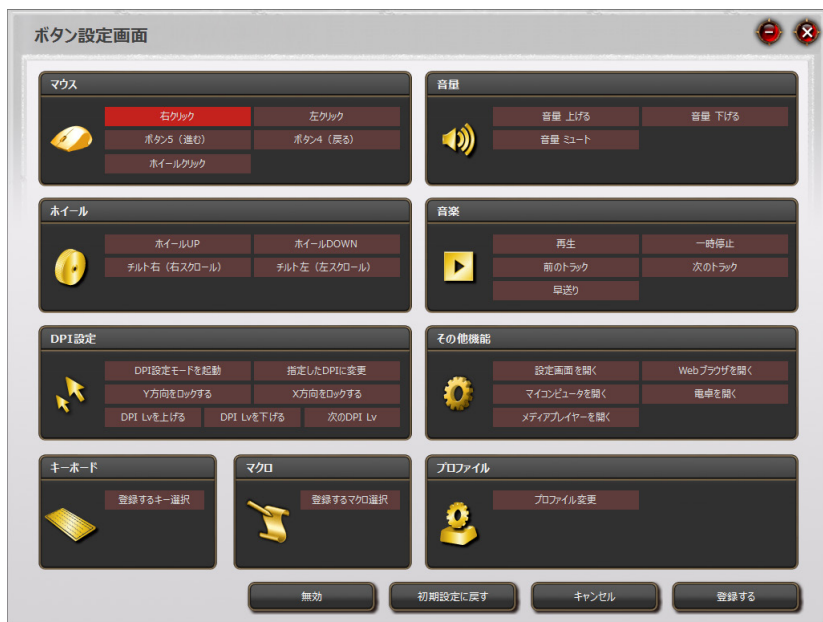 ボタン設定画面
マウス
右クリック 左クリック
ボタン5（進む） ボタン4（戻る）
ホイールクリック
音量
音量 上げる 音量 下げる
音量 ミュート
ホイール
ホイールUP ホイールDOWN
チルト右（右スクロール） チルト左（左スクロール）
音楽
再生 一時停止
前のトラック 次のトラック
早送り
DPI設定
DPI設定モードを起動 指定したDPIに変更
Y方向をロックする X方向をロックする
DPI Lvを上げる DPI Lvを下げる 次のDPI Lv
その他機能
設定画面を開く Webブラウザを開く
マイコンピュータを開く 電卓を開く
メディアプレイヤーを開く
キーボード
登録するキー選択
マクロ
登録するマクロ選択
プロファイル
プロファイル変更
無効 初期設定に戻す キャンセル 登録する